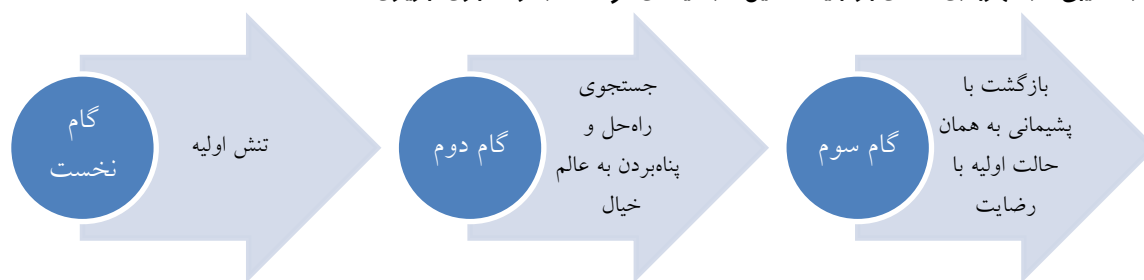 گام
نخست
تنش اولیه
گام دوم
جستجوی
راه‌حل و
پناه‌بردن به عالم
خیال
گام سوم
بازگشت با
پشیمانی به همان
حالت اولیه با
رضایت